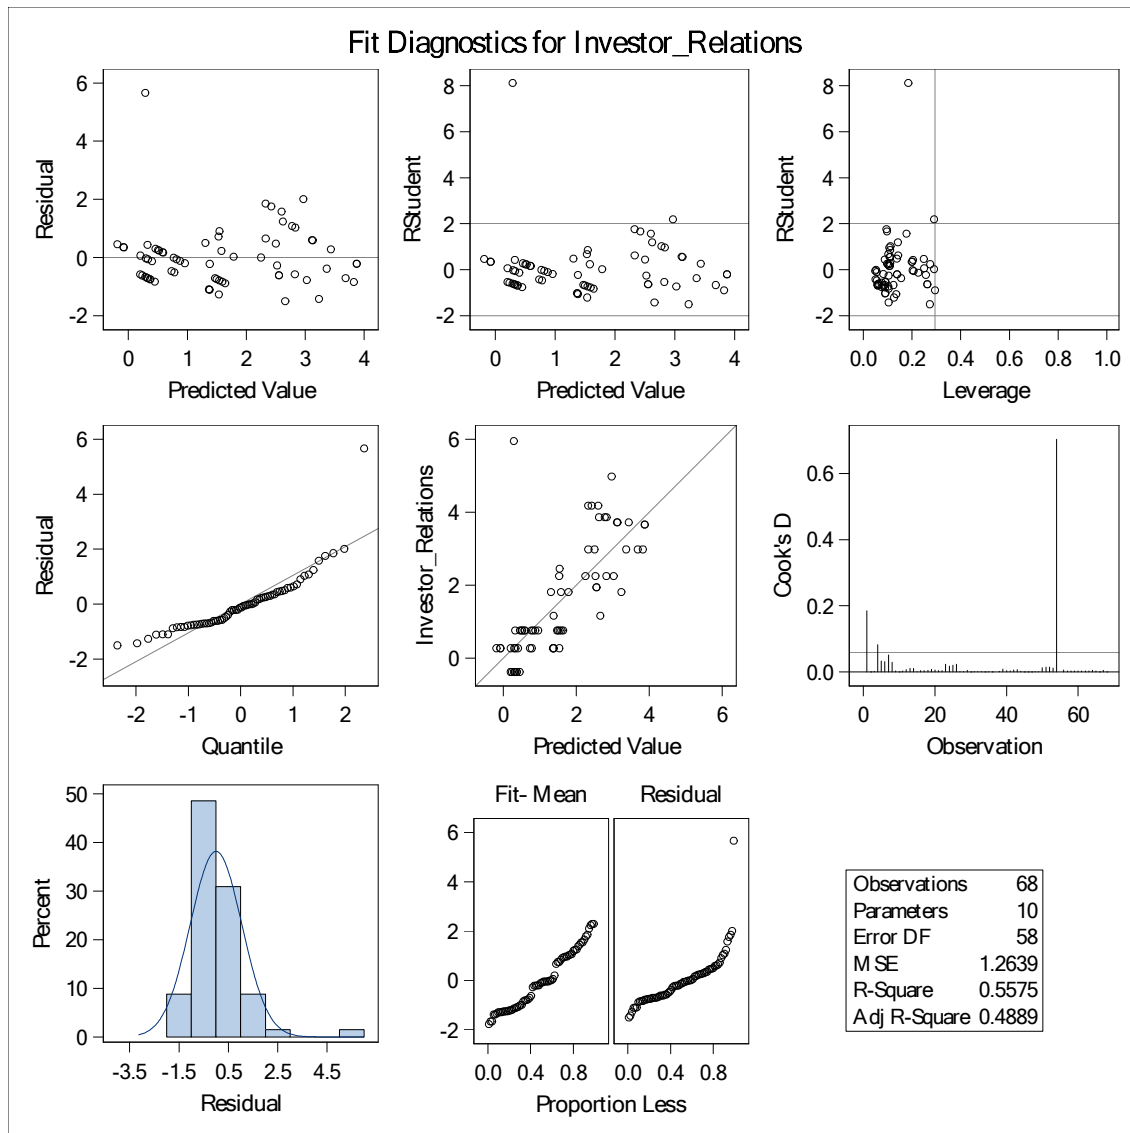 Fit Diagnostics for Investor_Relations
6
4
2
0
-2
Residual
0 1 2 3 4
Predicted Value
8
6
4
2
0
-2
RStudent
0 1 2 3 4
Predicted Value
8
6
4
2
0
-2
RStudent
0.0 0.2 0.4 0.6 0.8 1.0
Leverage
6
4
2
0
-2
Residual
-2 -1 0 1 2
Quantile
6
4
2
0
Investor_Relations
0 2 4 6
Predicted Value
0.6
0.4
0.2
0.0
Cook's D
0 20 40 60
Observation
50
40
30
20
10
0
Percent
-3.5 -1.5 0.5 2.5 4.5
Residual
Fit-Mean Residual
6
4
2
0
-2
0.0 0.4 0.8 0.0 0.4 0.8
Proportion Less
Observations 68
Parameters 10
Error DF 58
MSE 1.2639
R-Square 0.5575
Adj R-Square 0.4889